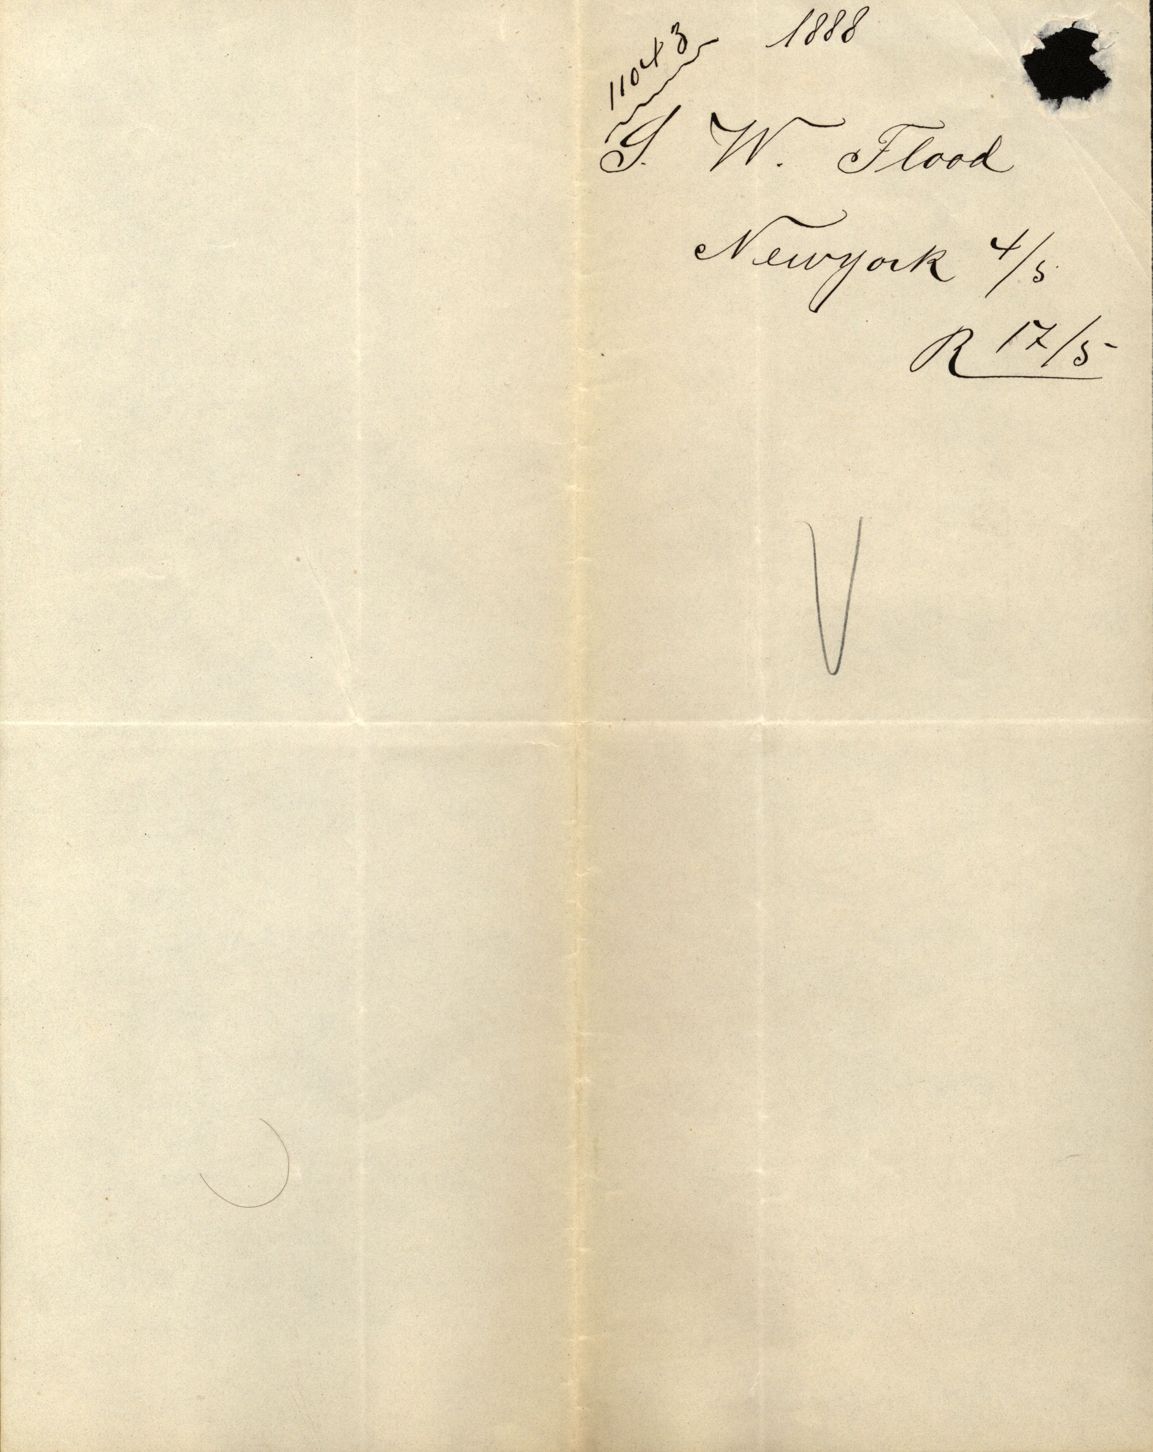 1888
11043
S. W. Flood
Newyork 4/5
R 17/5
V